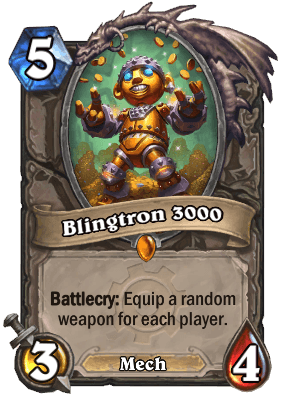 5
Blingtron 3000
Battlecry: Equip a random
weapon for each player.
3
Mech
4